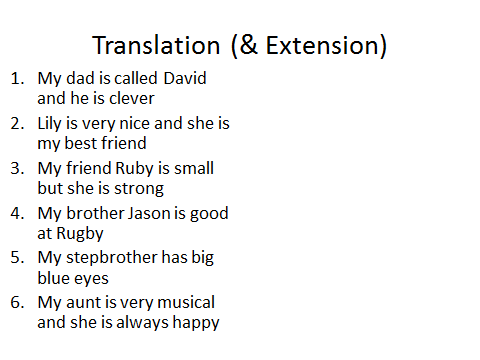 Translation (& Extension)
1. My dad is called David
and he is clever
2. Lily is very nice and she is
my best friend
3. My friend Ruby is small
but she is strong
4. My brother Jason is good
at Rugby
5. My stepbrother has big
blue eyes
6. My aunt is very musical
and she is always happy